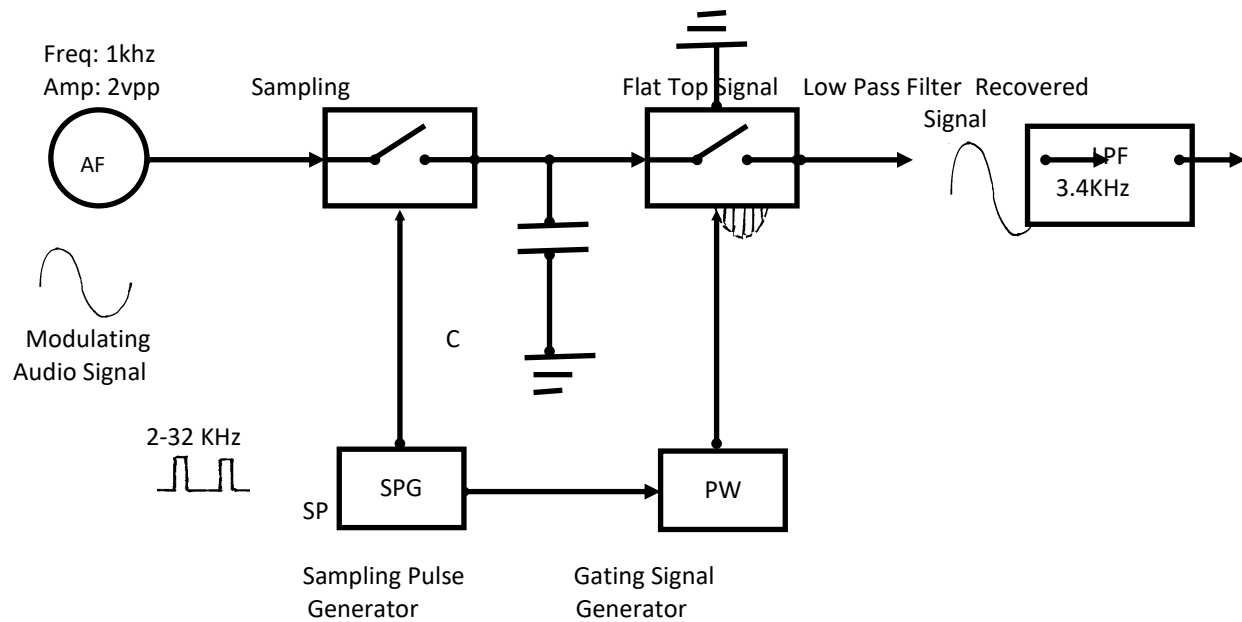 Freq: 1khz
Amp: 2vpp
Sampling
Flat Top Signal
Low Pass Filter Recovered
Signal
AF
LPF
3.4KHz
Modulating
Audio Signal
C
2-32 KHz
SP
SPG
PW
Sampling Pulse
Generator
Gating Signal
Generator